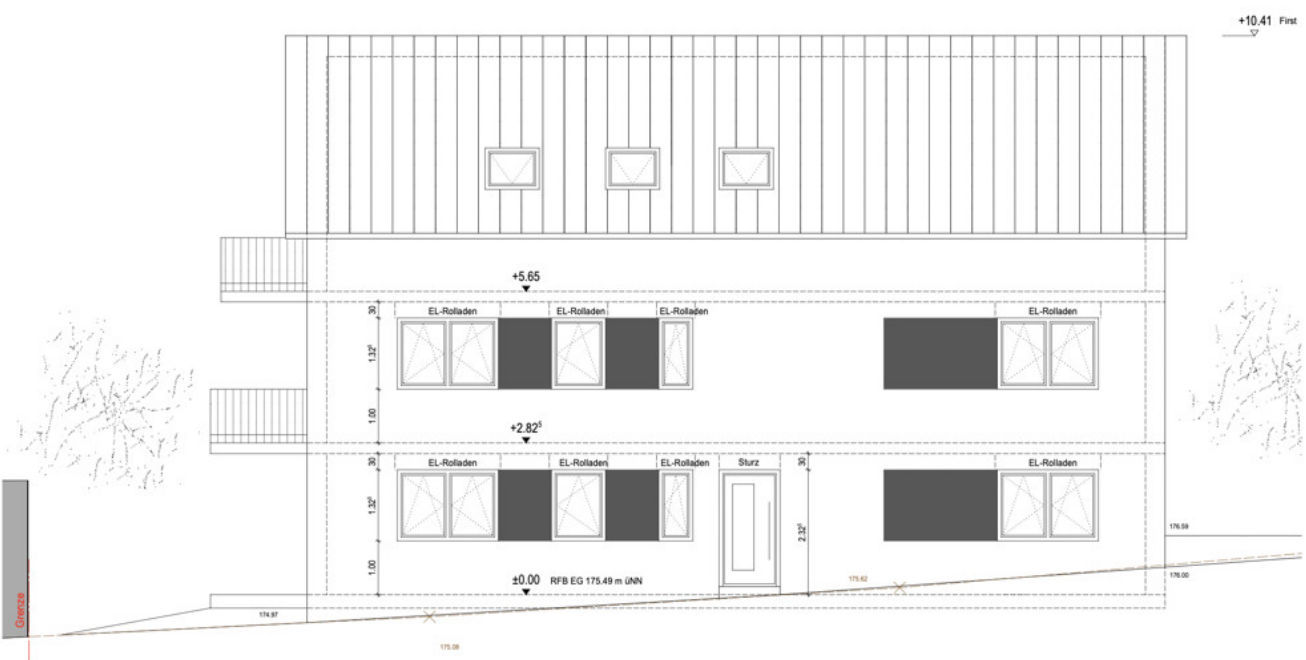 +10.41 First
+5.65
30
EL-Rolladen EL-Rolladen EL-Rolladen EL-Rolladen
1.32⁵
1.00
+2.82⁵
30
EL-Rolladen EL-Rolladen EL-Rolladen Sturz 30 EL-Rolladen
1.32⁵
2.32⁵
176.59
1.00
±0.00 RFB EG 175.49 m üNN
175.62
176.00
Grenze
174.97
175.09